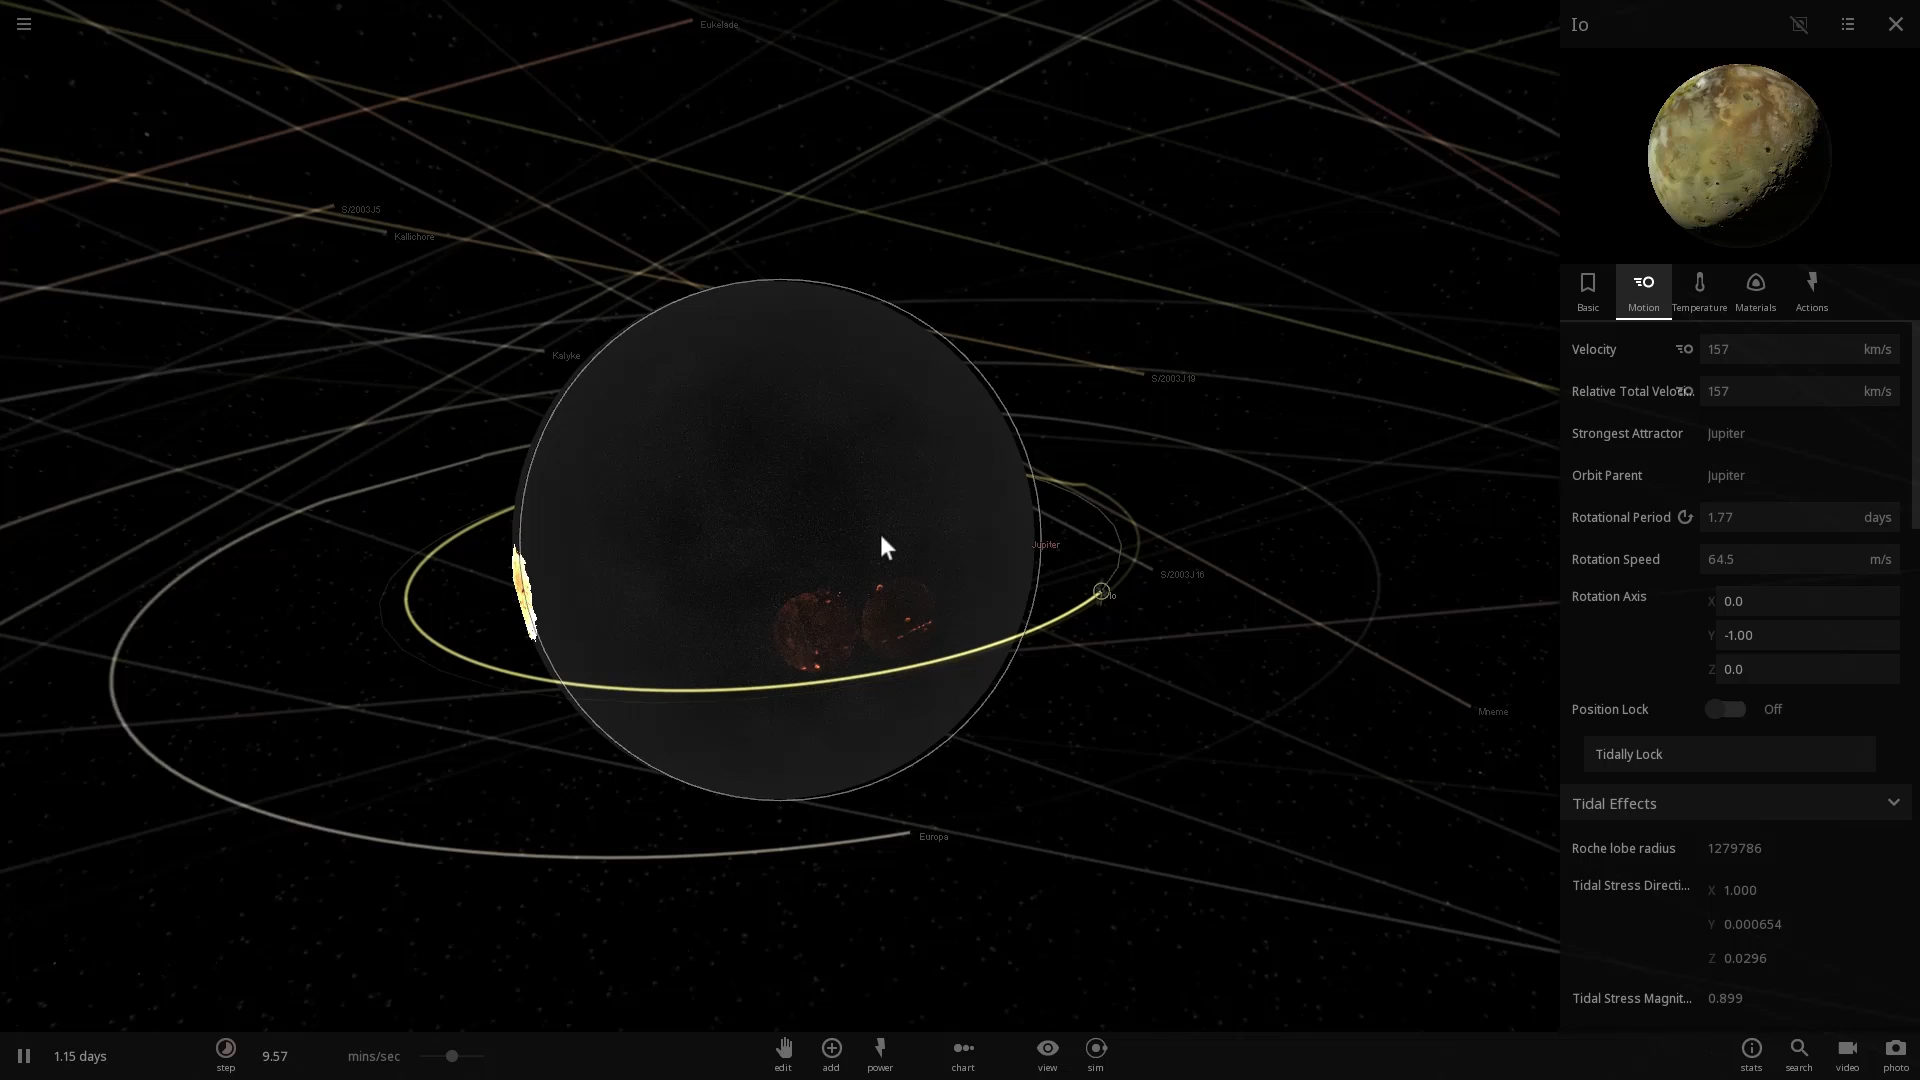 Eukelade
S/2003J5
Kallichore
Kalyke
S/2003J19
Jupiter
S/2003J16
Io
Mneme
Europa
Io
Basic
Motion
Temperature
Materials
Actions
Velocity 157 km/s
Relative Total Veloci... 157 km/s
Strongest Attractor Jupiter
Orbit Parent Jupiter
Rotational Period 1.77 days
Rotation Speed 64.5 m/s
Rotation Axis X 0.0
Y -1.00
Z 0.0
Position Lock Off
Tidally Lock
Tidal Effects
Roche lobe radius 1279786
Tidal Stress Directi... X 1.000
Y 0.000654
Z 0.0296
Tidal Stress Magnit... 0.899
1.15 days
step
9.57 mins/sec
edit
add
power
chart
view
sim
stats
search
video
photo